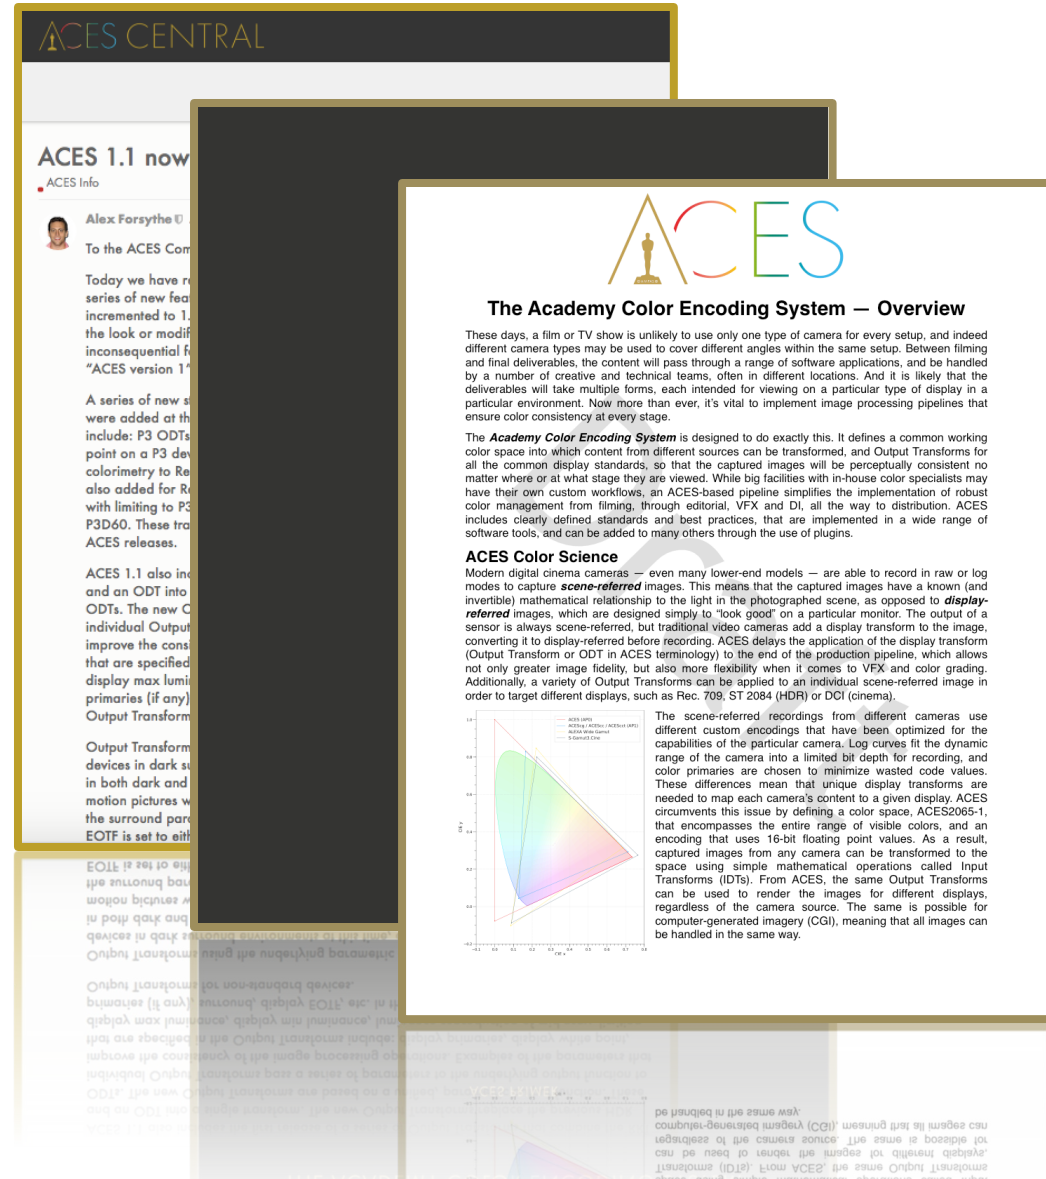 ACES CENTRAL
ACES 1.1 now
ACES Info
Alex Forsythe
To the ACES Com
Today we have re
series of new feat
incremented to 1.
the look or modif
inconsequential fo
“ACES version 1”
A series of new st
were added at th
include: P3 ODTs
point on a P3 dev
colorimetry to Re
also added for Re
with limiting to P3
P3D60. These tra
ACES releases.
ACES 1.1 also inc
and an ODT into
ODTs. The new O
individual Output
improve the consi
that are specified
display max lumin
primaries (if any)
Output Transform
Output Transform
devices in dark su
in both dark and
motion pictures w
the surround para
EOTF is set to eith
ACES
The Academy Color Encoding System — Overview
These days, a film or TV show is unlikely to use only one type of camera for every setup, and indeed
different camera types may be used to cover different angles within the same setup. Between filming
and final deliverables, the content will pass through a range of software applications, and be handled
by a number of creative and technical teams, often in different locations. And it is likely that the
deliverables will take multiple forms, each intended for viewing on a particular type of display in a
particular environment. Now more than ever, it’s vital to implement image processing pipelines that
ensure color consistency at every stage.
The Academy Color Encoding System is designed to do exactly this. It defines a common working
color space into which content from different sources can be transformed, and Output Transforms for
all the common display standards, so that the captured images will be perceptually consistent no
matter where or at what stage they are viewed. While big facilities with in-house color specialists may
have their own custom workflows, an ACES-based pipeline simplifies the implementation of robust
color management from filming, through editorial, VFX and DI, all the way to distribution. ACES
includes clearly defined standards and best practices, that are implemented in a wide range of
software tools, and can be added to many others through the use of plugins.
ACES Color Science
Modern digital cinema cameras — even many lower-end models — are able to record in raw or log
modes to capture scene-referred images. This means that the captured images have a known (and
invertible) mathematical relationship to the light in the photographed scene, as opposed to display-
referred images, which are designed simply to “look good” on a particular monitor. The output of a
sensor is always scene-referred, but traditional video cameras add a display transform to the image,
converting it to display-referred before recording. ACES delays the application of the display transform
(Output Transform or ODT in ACES terminology) to the end of the production pipeline, which allows
not only greater image fidelity, but also more flexibility when it comes to VFX and color grading.
Additionally, a variety of Output Transforms can be applied to an individual scene-referred image in
order to target different displays, such as Rec. 709, ST 2084 (HDR) or DCI (cinema).
The scene-referred recordings from different cameras use
different custom encodings that have been optimized for the
capabilities of the particular camera. Log curves fit the dynamic
range of the camera into a limited bit depth for recording, and
color primaries are chosen to minimize wasted code values.
These differences mean that unique display transforms are
needed to map each camera’s content to a given display. ACES
circumvents this issue by defining a color space, ACES2065-1,
that encompasses the entire range of visible colors, and an
encoding that uses 16-bit floating point values. As a result,
captured images from any camera can be transformed to the
space using simple mathematical operations called Input
Transforms (IDTs). From ACES, the same Output Transforms
can be used to render the images for different displays,
regardless of the camera source. The same is possible for
computer-generated imagery (CGI), meaning that all images can
be handled in the same way.
ACES (AP0)
ACEScg / ACEScc / ACEScct (AP1)
ALEXA Wide Gamut
S-Gamut3.Cine
Draft